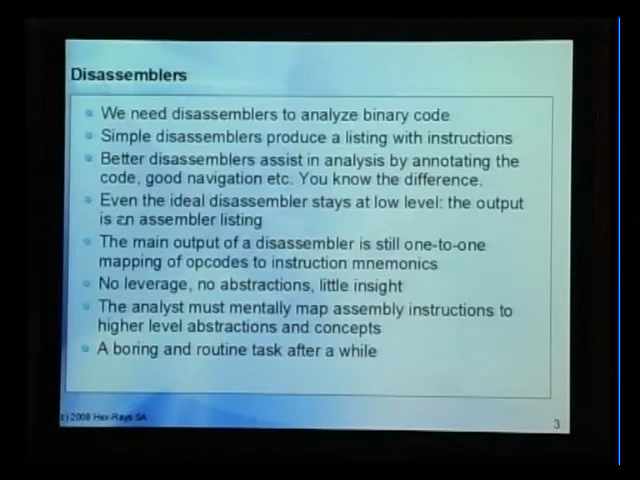 Disassemblers
We need disassemblers to analyze binary code
Simple disassemblers produce a listing with instructions
Better disassemblers assist in analysis by annotating the
code, good navigation etc. You know the difference.
Even the ideal disassembler stays at low level: the output
is an assembler listing
The main output of a disassembler is still one-to-one
mapping of opcodes to instruction mnemonics
No leverage, no abstractions, little insight
The analyst must mentally map assembly instructions to
higher level abstractions and concepts
A boring and routine task after a while
c) 2008 Hex-Rays SA
3